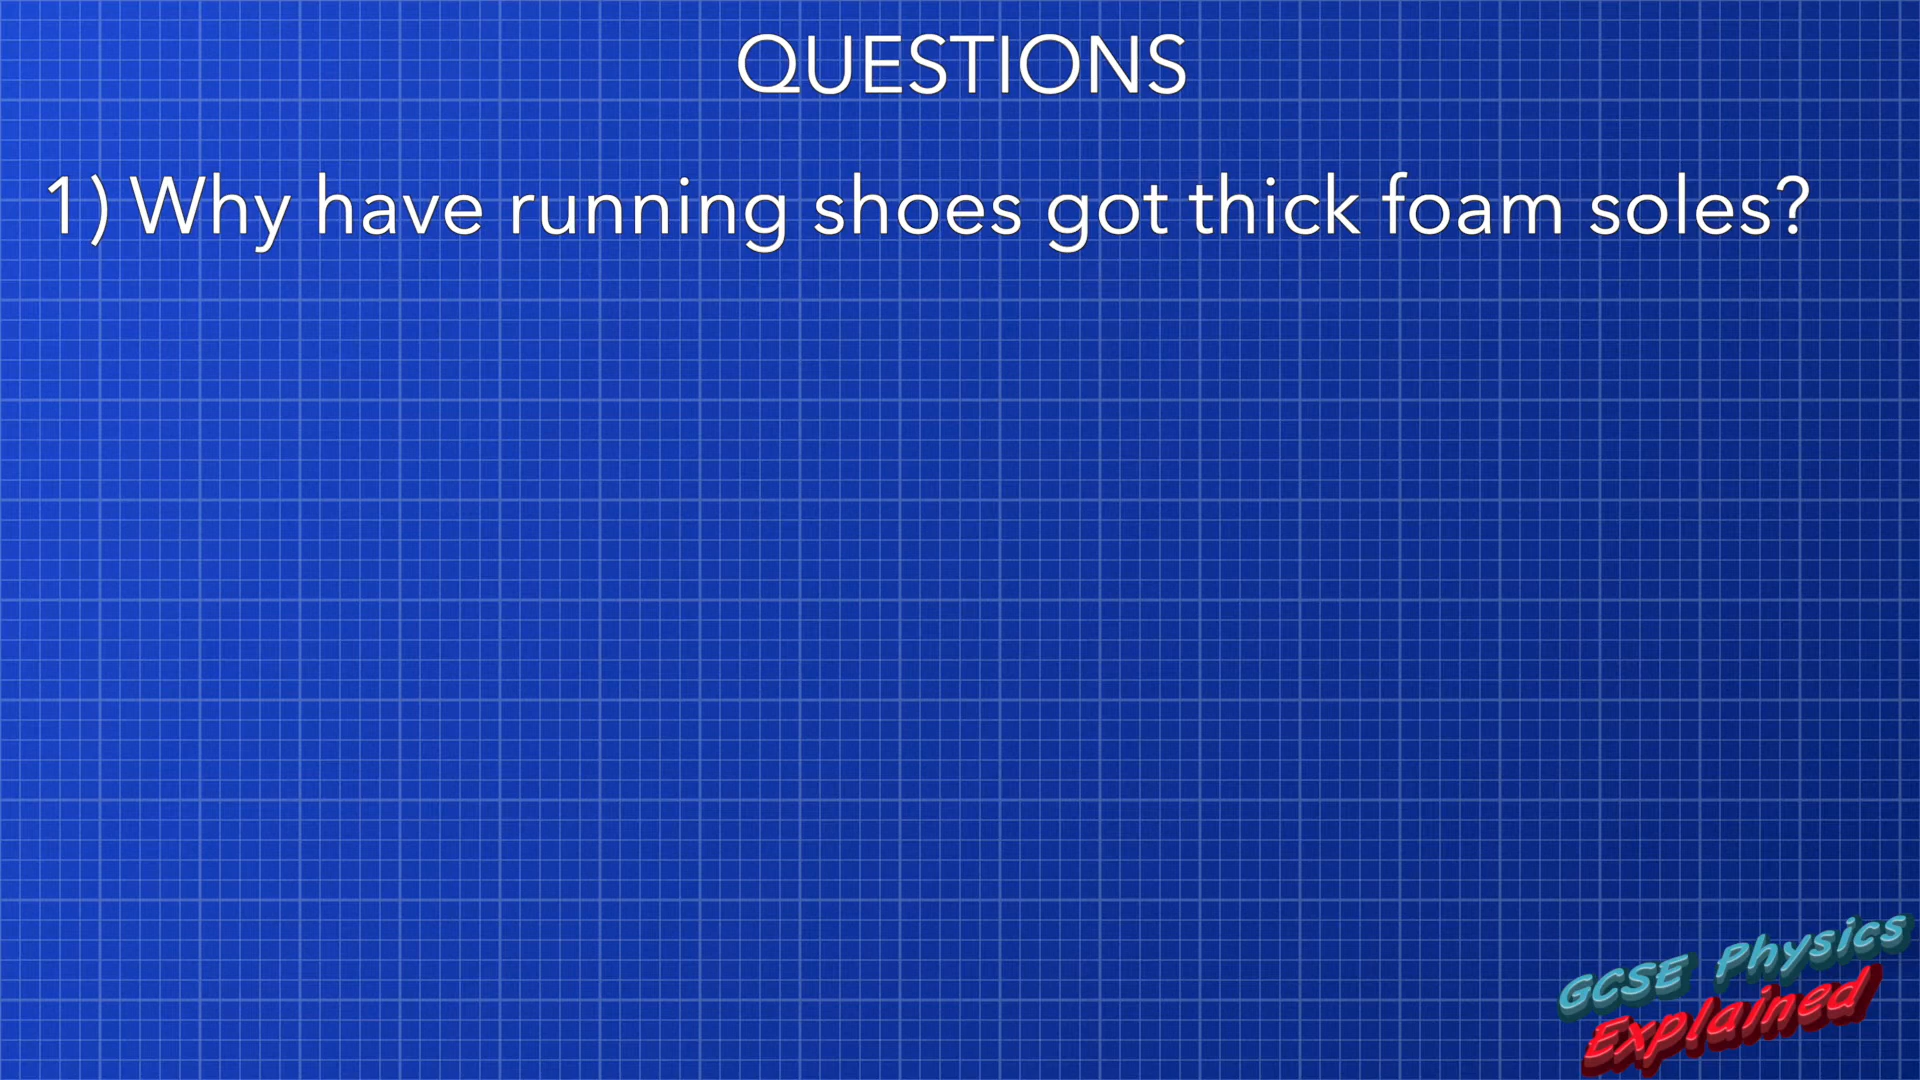 QUESTIONS
1) Why have running shoes got thick foam soles?
GCSE Physics
Explained